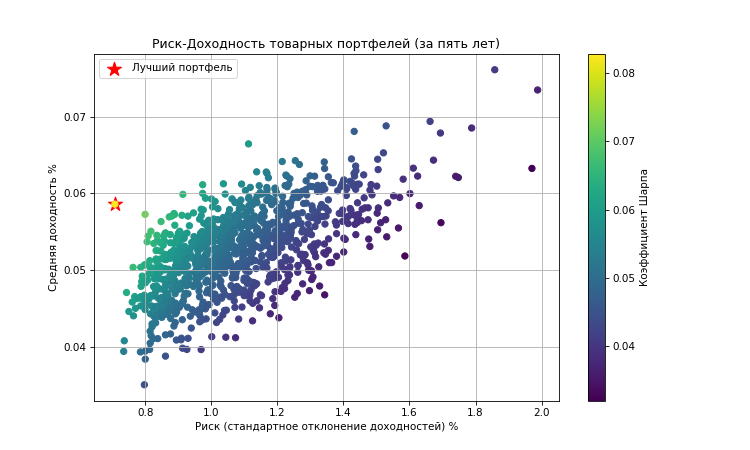 Риск-Доходность товарных портфелей (за пять лет)
Лучший портфель
Средняя доходность %
0.07
0.06
0.05
0.04
0.8 1.0 1.2 1.4 1.6 1.8 2.0
Риск (стандартное отклонение доходностей) %
0.08
0.07
0.06
0.05
0.04
Коэффициент Шарпа